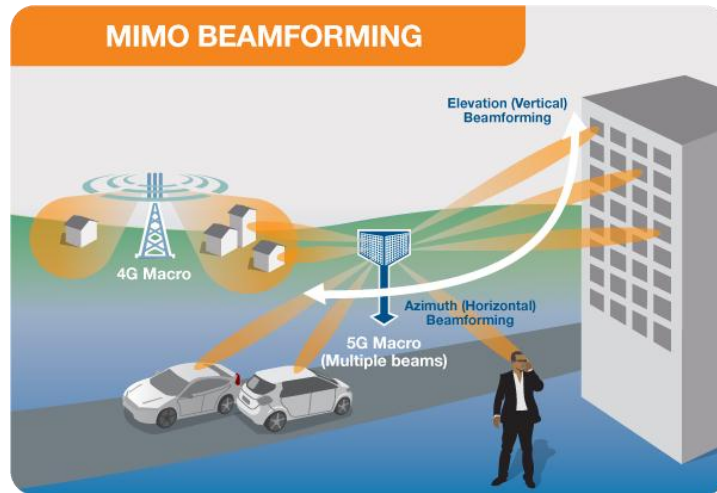 MIMO BEAMFORMING
Elevation (Vertical)
Beamforming
4G Macro
Azimuth (Horizontal)
Beamforming
5G Macro
(Multiple beams)